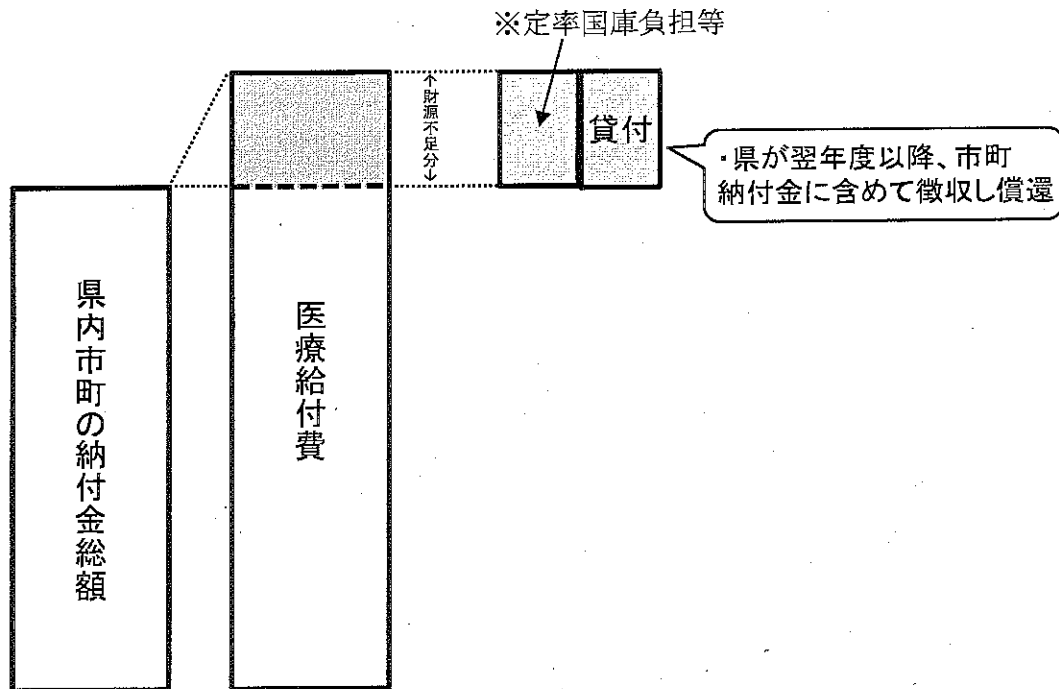 ※定率国庫負担等
↑財源不足分↓
貸付
・県が翌年度以降、市町
納付金に含めて徴収し償還
県内市町の納付金総額
医療給付費